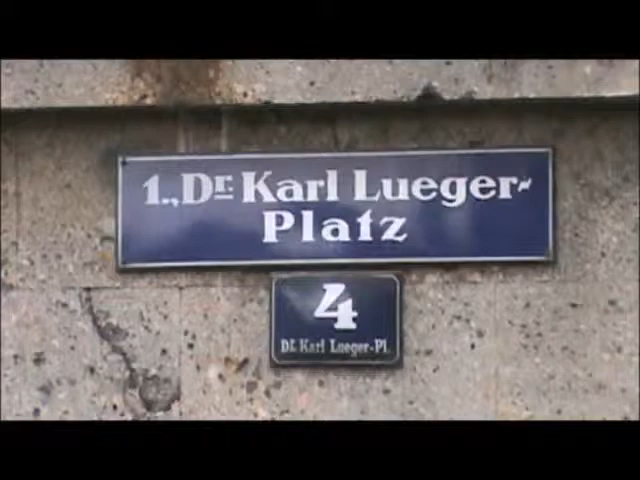 1., Dr. Karl Lueger-
Platz
4
Dr. Karl Lueger-Pl.